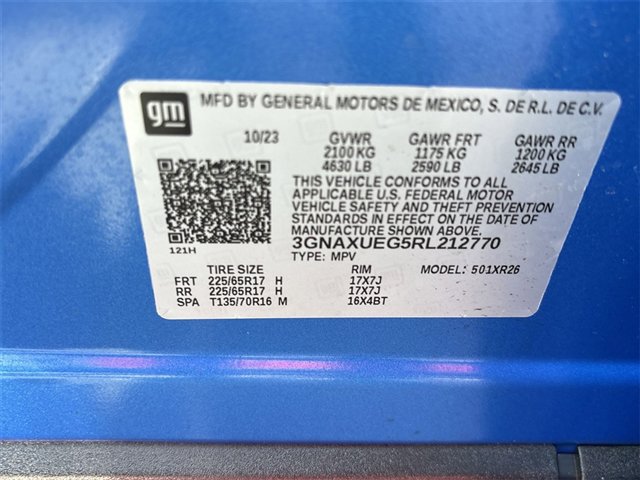 gm MFD BY GENERAL MOTORS DE MEXICO, S. DE R.L. DE C.V.
10/23 GVWR GAWR FRT GAWR RR
2100 KG 1175 KG 1200 KG
4630 LB 2590 LB 2645 LB
THIS VEHICLE CONFORMS TO ALL
APPLICABLE U.S. FEDERAL MOTOR
VEHICLE SAFETY AND THEFT PREVENTION
STANDARDS IN EFFECT ON THE DATE OF
MANUFACTURE SHOWN ABOVE.
121H
3GNAXUEG5RL212770
TYPE: MPV
TIRE SIZE RIM MODEL: 501XR26
FRT 225/65R17 H 17X7J
RR 225/65R17 H 17X7J
SPA T135/70R16 M 16X4BT